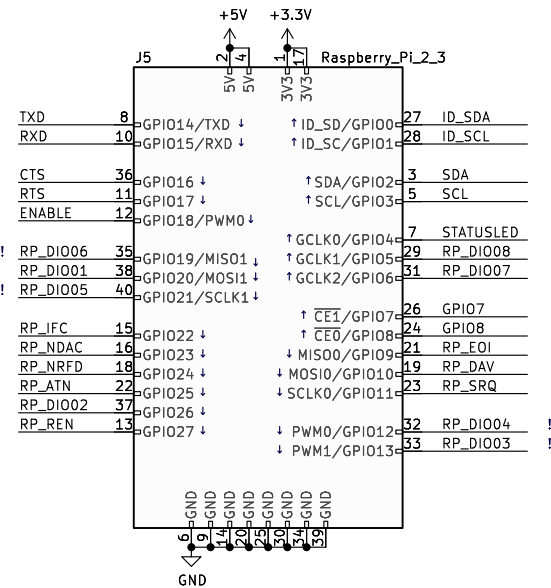 +5V +3.3V
2 4 1 17
J5 Raspberry_Pi_2_3
5V 5V 3V3 3V3
TXD 8 GPIO14/TXD ↓ ↑ ID_SD/GPIO0 27 ID_SDA
RXD 10 GPIO15/RXD ↓ ↑ ID_SC/GPIO1 28 ID_SCL
CTS 36 GPIO16 ↓ ↑ SDA/GPIO2 3 SDA
RTS 11 GPIO17 ↓ ↑ SCL/GPIO3 5 SCL
ENABLE 12 GPIO18/PWM0 ↓
↑ GCLK0/GPIO4 7 STATUSLED
! RP_DIO06 35 GPIO19/MISO1 ↓ ↑ GCLK1/GPIO5 29 RP_DIO08
RP_DIO01 38 GPIO20/MOSI1 ↓ ↑ GCLK2/GPIO6 31 RP_DIO07
! RP_DIO05 40 GPIO21/SCLK1 ↓
↑ CE1/GPIO7 26 GPIO7
RP_IFC 15 GPIO22 ↓ ↑ CE0/GPIO8 24 GPIO8
RP_NDAC 16 GPIO23 ↓ ↓ MISO0/GPIO9 21 RP_EOI
RP_NRFD 18 GPIO24 ↓ ↓ MOSI0/GPIO10 19 RP_DAV
RP_ATN 22 GPIO25 ↓ ↓ SCLK0/GPIO11 23 RP_SRQ
RP_DIO02 37 GPIO26 ↓
RP_REN 13 GPIO27 ↓ ↓ PWM0/GPIO12 32 RP_DIO04 !
↓ PWM1/GPIO13 33 RP_DIO03 !
GND GND GND GND GND GND GND GND
6 9 14 20 25 30 34 39
GND